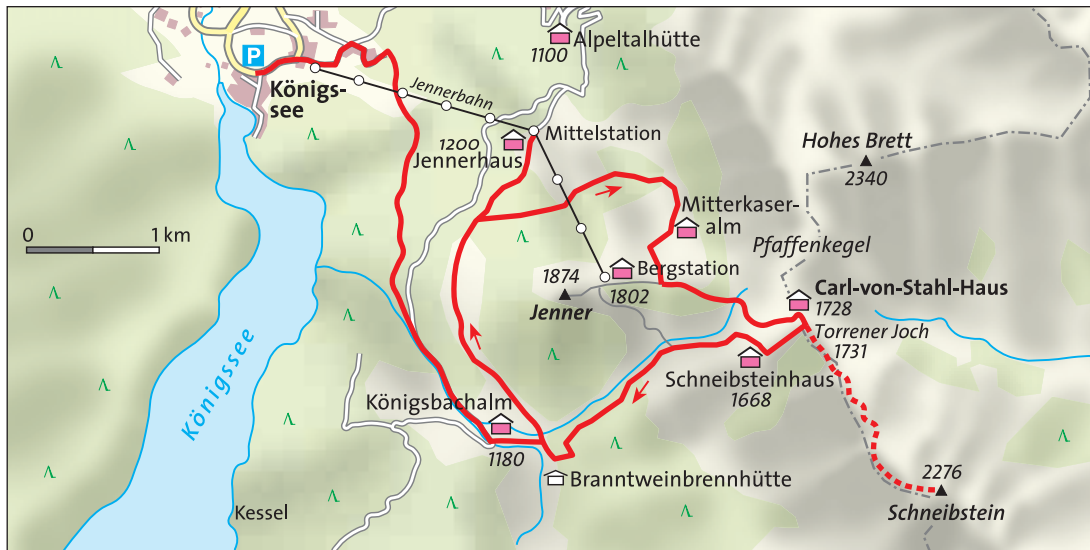 P
Königs-
see
Jennerbahn
1100
Alpeltalhütte
Mittelstation
1200
Jennerhaus
Hohes Brett
2340
Mitterkaser-
alm
Pfaffenkegel
0 1 km
Bergstation
1802
1874
Jenner
Carl-von-Stahl-Haus
1728
Torrener Joch
1731
Schneibsteinhaus
1668
Königssee
Königsbachalm
1180
Branntweinbrennhütte
2276
Schneibstein
Kessel